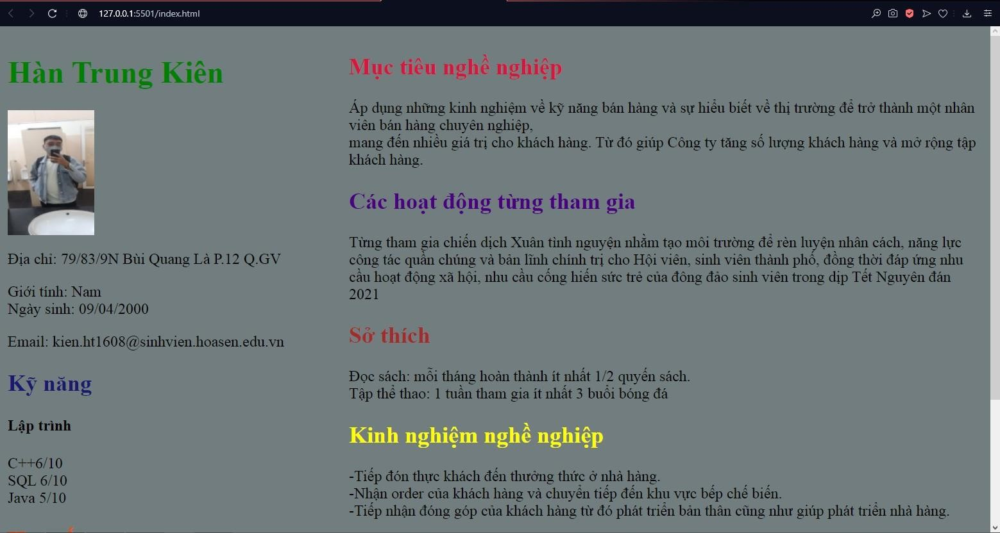 127.0.0.1:5501/index.html
Hàn Trung Kiên
Địa chỉ: 79/83/9N Bùi Quang Là P.12 Q.GV
Giới tính: Nam
Ngày sinh: 09/04/2000
Email: kien.ht1608@sinhvien.hoasen.edu.vn
Kỹ năng
Lập trình
C++6/10
SQL 6/10
Java 5/10
Mục tiêu nghề nghiệp
Áp dụng những kinh nghiệm về kỹ năng bán hàng và sự hiểu biết về thị trường để trở thành một nhân
viên bán hàng chuyên nghiệp,
mang đến nhiều giá trị cho khách hàng. Từ đó giúp Công ty tăng số lượng khách hàng và mở rộng tập
khách hàng.
Các hoạt động từng tham gia
Từng tham gia chiến dịch Xuân tình nguyện nhằm tạo môi trường để rèn luyện nhân cách, năng lực
công tác quần chúng và bản lĩnh chính trị cho Hội viên, sinh viên thành phố, đồng thời đáp ứng nhu
cầu hoạt động xã hội, nhu cầu cống hiến sức trẻ của đông đảo sinh viên trong dịp Tết Nguyên đán
2021
Sở thích
Đọc sách: mỗi tháng hoàn thành ít nhất 1/2 quyển sách.
Tập thể thao: 1 tuần tham gia ít nhất 3 buổi bóng đá
Kinh nghiệm nghề nghiệp
-Tiếp đón thực khách đến thưởng thức ở nhà hàng.
-Nhận order của khách hàng và chuyển tiếp đến khu vực bếp chế biến.
-Tiếp nhận đóng góp của khách hàng từ đó phát triển bản thân cũng như giúp phát triển nhà hàng.